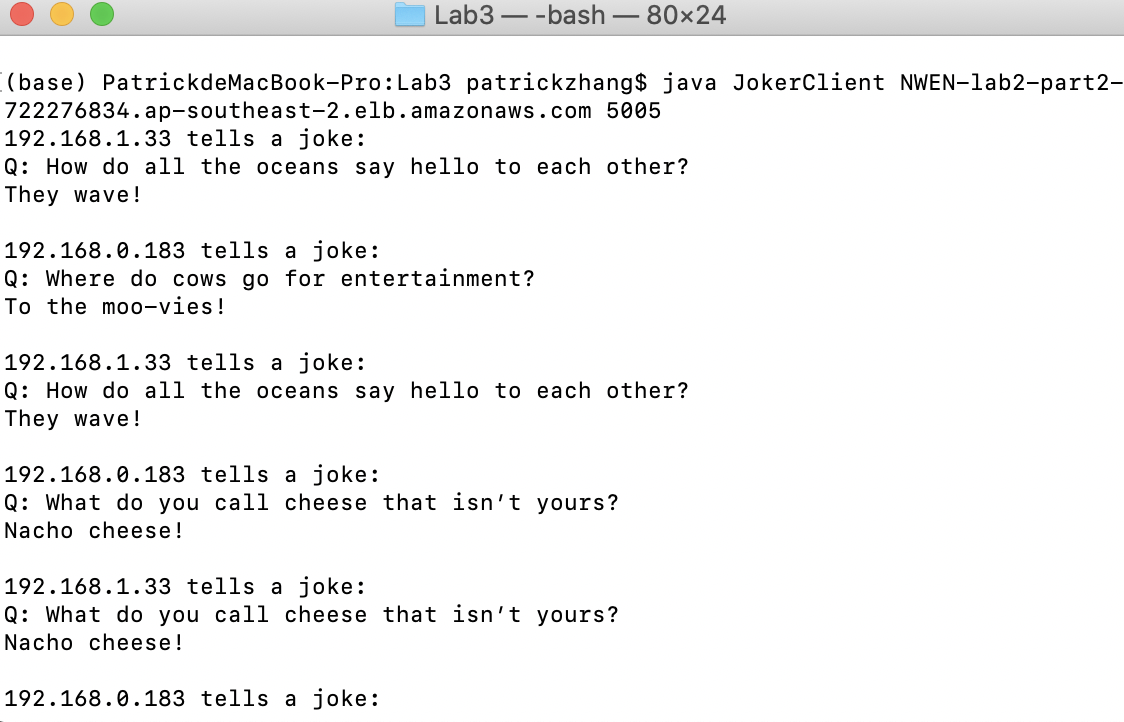 Lab3 — -bash — 80×24
(base) PatrickdeMacBook-Pro:Lab3 patrickzhang$ java JokerClient NWEN-lab2-part2-
722276834.ap-southeast-2.elb.amazonaws.com 5005
192.168.1.33 tells a joke:
Q: How do all the oceans say hello to each other?
They wave!
192.168.0.183 tells a joke:
Q: Where do cows go for entertainment?
To the moo-vies!
192.168.1.33 tells a joke:
Q: How do all the oceans say hello to each other?
They wave!
192.168.0.183 tells a joke:
Q: What do you call cheese that isn’t yours?
Nacho cheese!
192.168.1.33 tells a joke:
Q: What do you call cheese that isn’t yours?
Nacho cheese!
192.168.0.183 tells a joke: